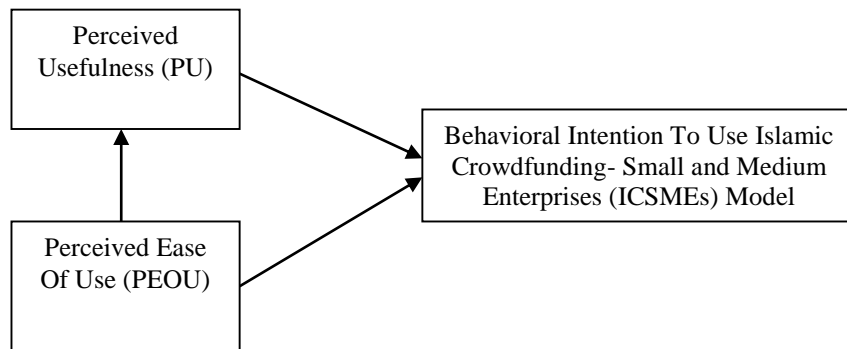 Perceived
Usefulness (PU)
Behavioral Intention To Use Islamic
Crowdfunding- Small and Medium
Enterprises (ICSMEs) Model
Perceived Ease
Of Use (PEOU)